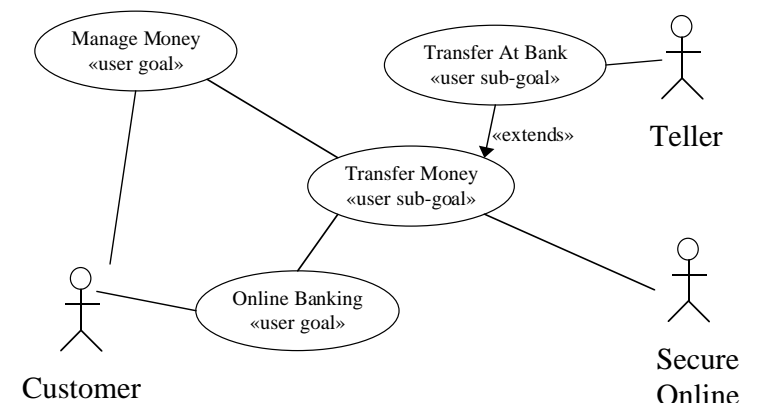 Manage Money
«user goal»
Transfer At Bank
«user sub-goal»
Teller
«extends»
Transfer Money
«user sub-goal»
Online Banking
«user goal»
Customer
Secure
Online